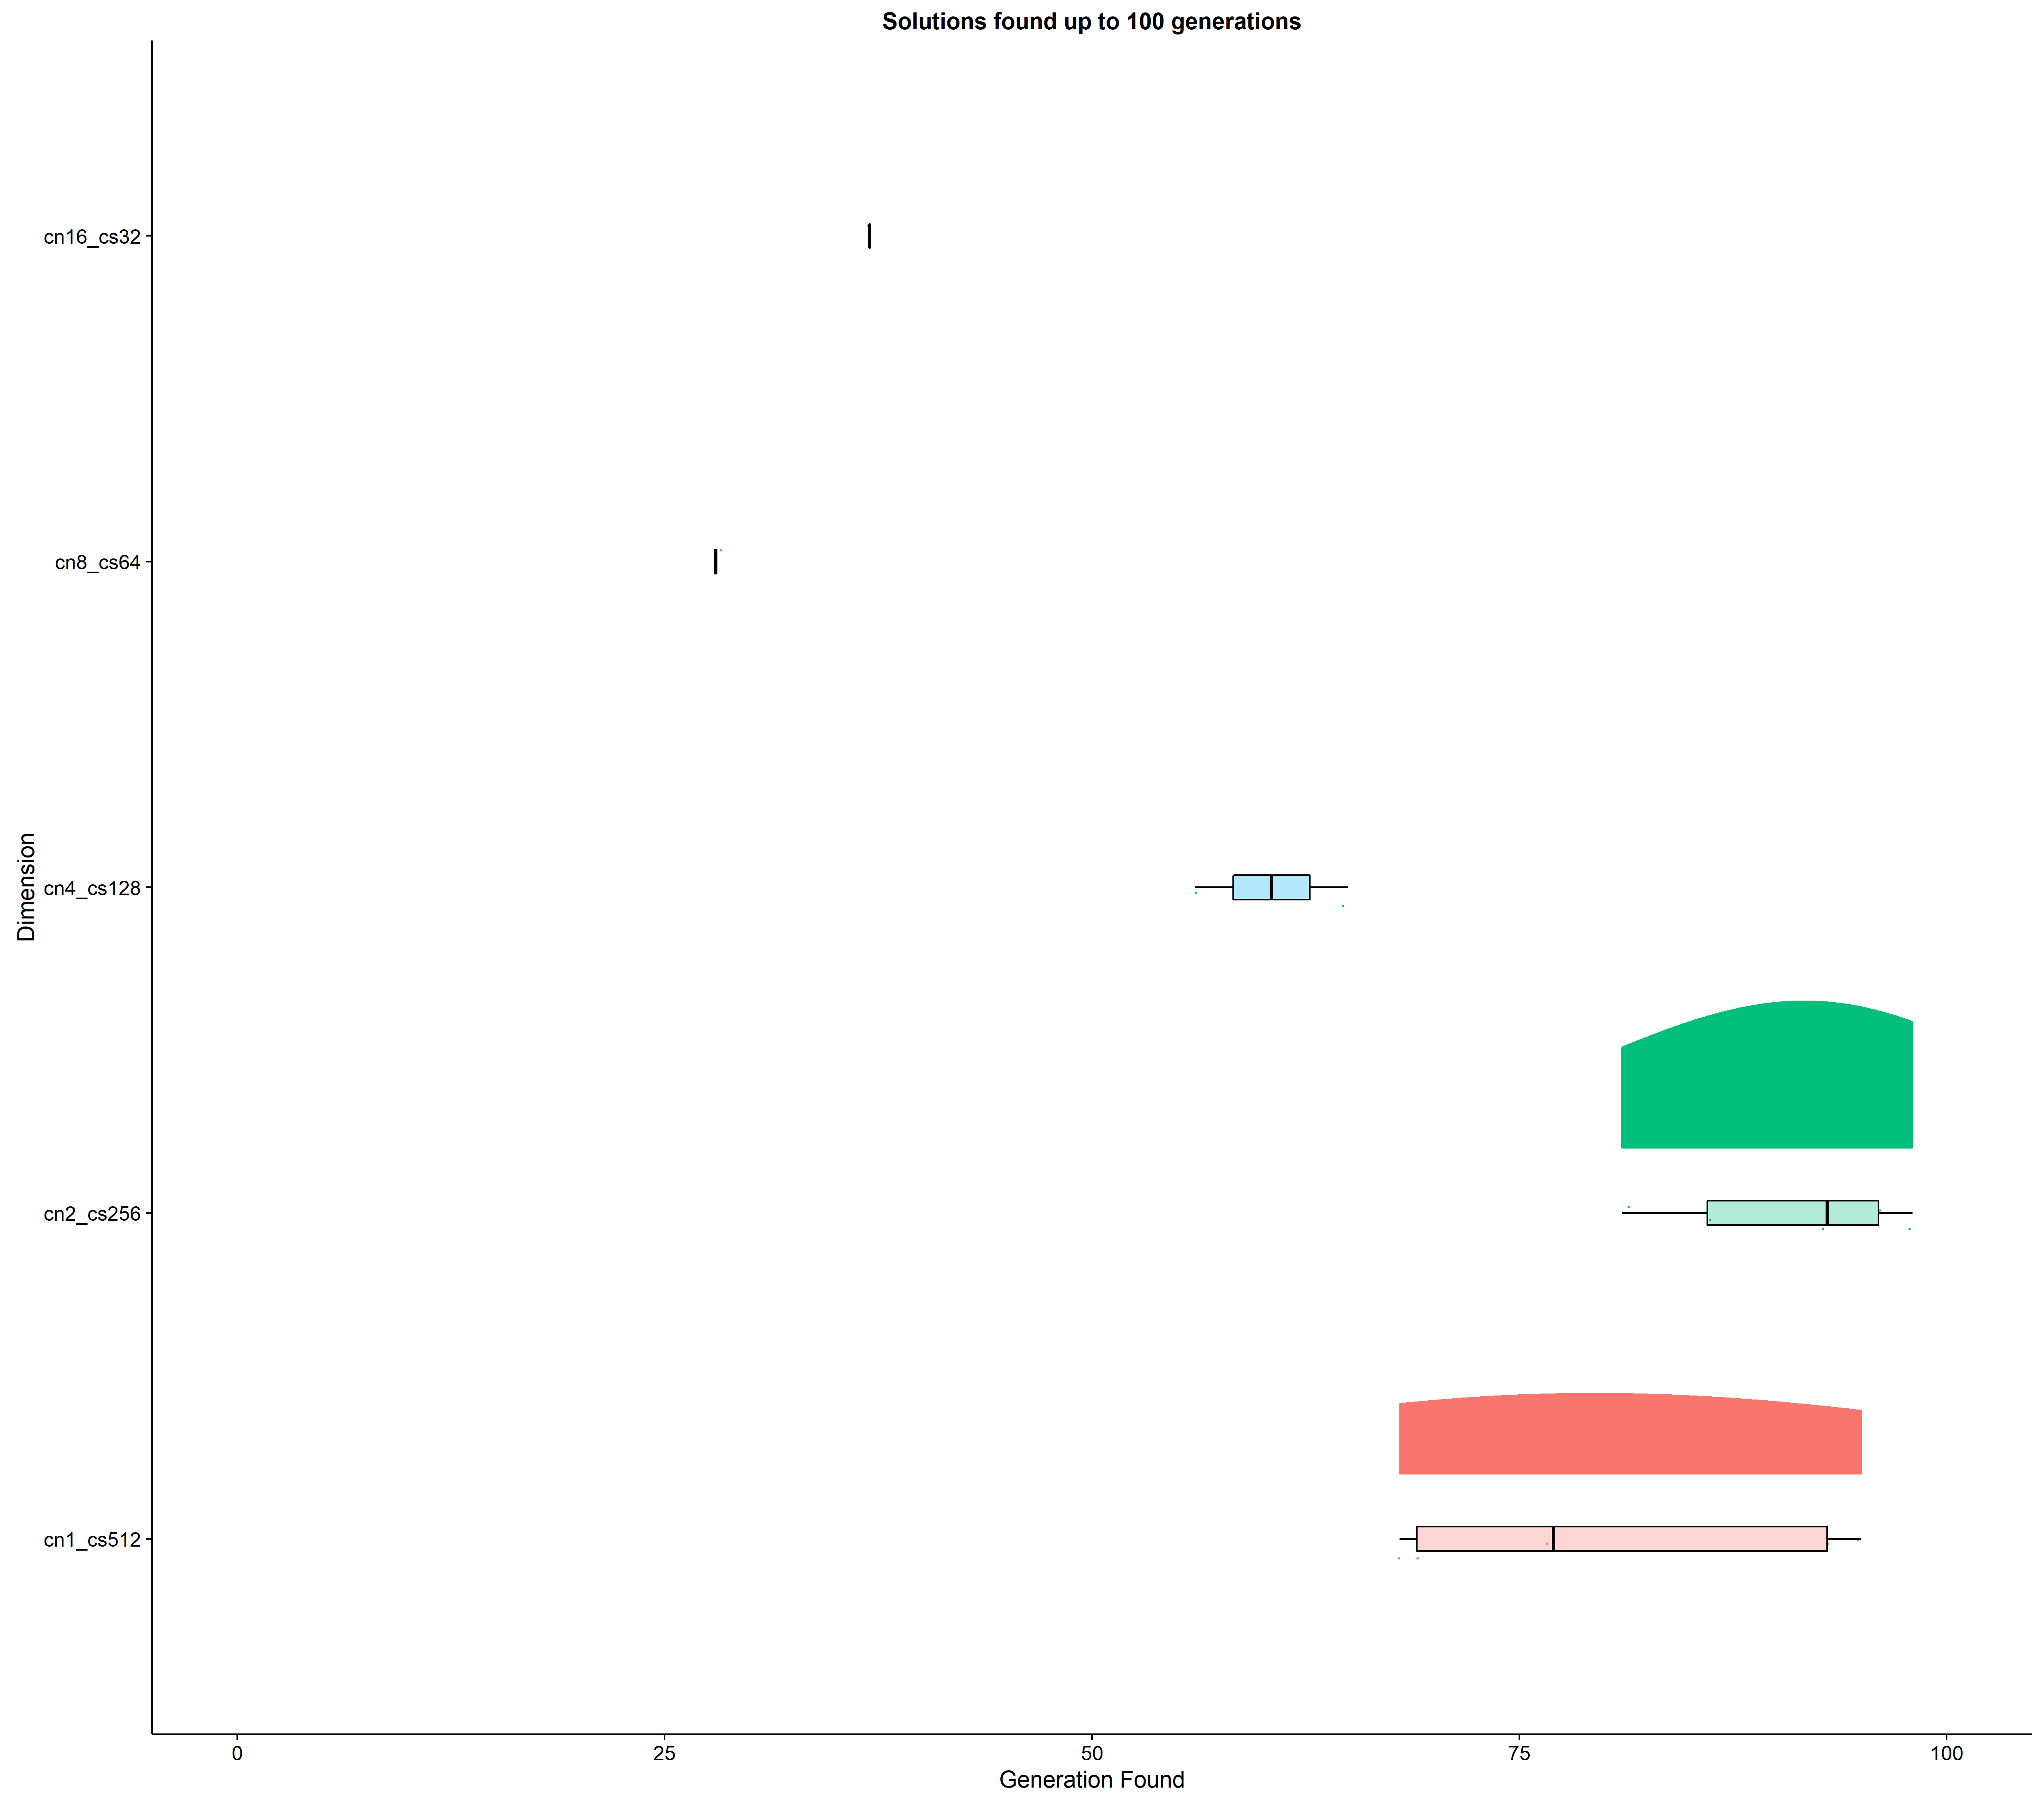 Solutions found up to 100 generations
cn16_cs32
cn8_cs64
cn4_cs128
cn2_cs256
cn1_cs512
Dimension
0 25 50 75 100
Generation Found